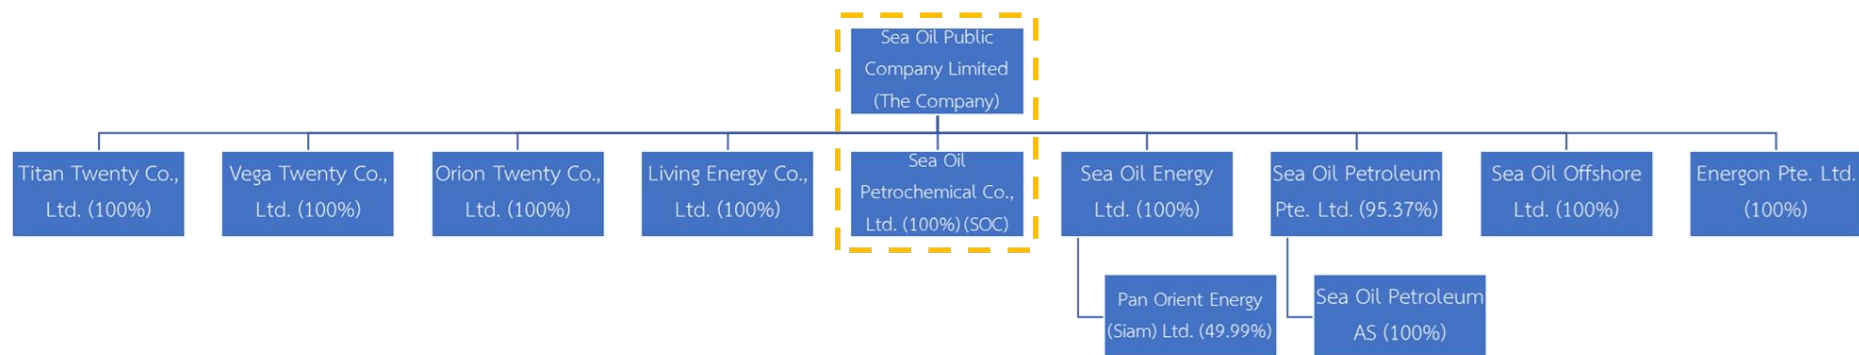 Sea Oil Public
Company Limited
(The Company)
Titan Twenty Co.,
Ltd. (100%)
Vega Twenty Co.,
Ltd. (100%)
Orion Twenty Co.,
Ltd. (100%)
Living Energy Co.,
Ltd. (100%)
Sea Oil
Petrochemical Co.,
Ltd. (100%) (SOC)
Sea Oil Energy
Ltd. (100%)
Sea Oil Petroleum
Pte. Ltd. (95.37%)
Sea Oil Offshore
Ltd. (100%)
Energon Pte. Ltd.
(100%)
Pan Orient Energy
(Siam) Ltd. (49.99%)
Sea Oil Petroleum
AS (100%)